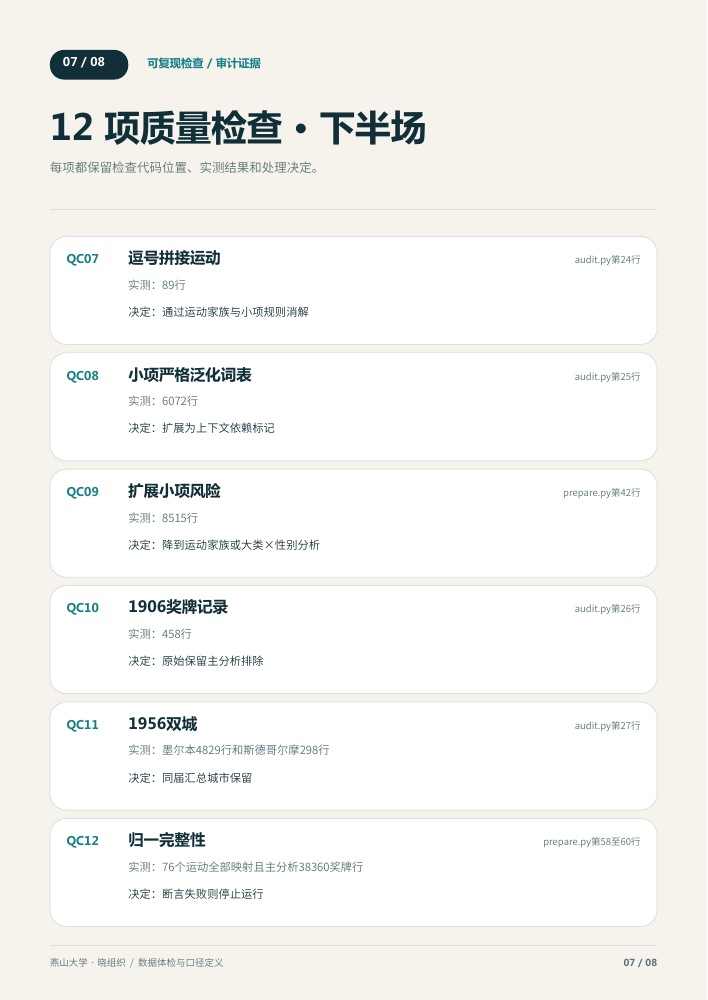 07 / 08
可复现检查 / 审计证据
12 项质量检查 · 下半场
每项都保留检查代码位置、实测结果和处理决定。
QC07
逗号拼接运动
audit.py第24行
实测：89行
决定：通过运动家族与小项规则消解
QC08
小项严格泛化词表
audit.py第25行
实测：6072行
决定：扩展为上下文依赖标记
QC09
扩展小项风险
prepare.py第42行
实测：8515行
决定：降到运动家族或大类×性别分析
QC10
1906奖牌记录
audit.py第26行
实测：458行
决定：原始保留主分析排除
QC11
1956双城
audit.py第27行
实测：墨尔本4829行和斯德哥尔摩298行
决定：同届汇总城市保留
QC12
归一完整性
prepare.py第58至60行
实测：76个运动全部映射且主分析38360奖牌行
决定：断言失败则停止运行
燕山大学 · 晓组织 / 数据体检与口径定义
07 / 08